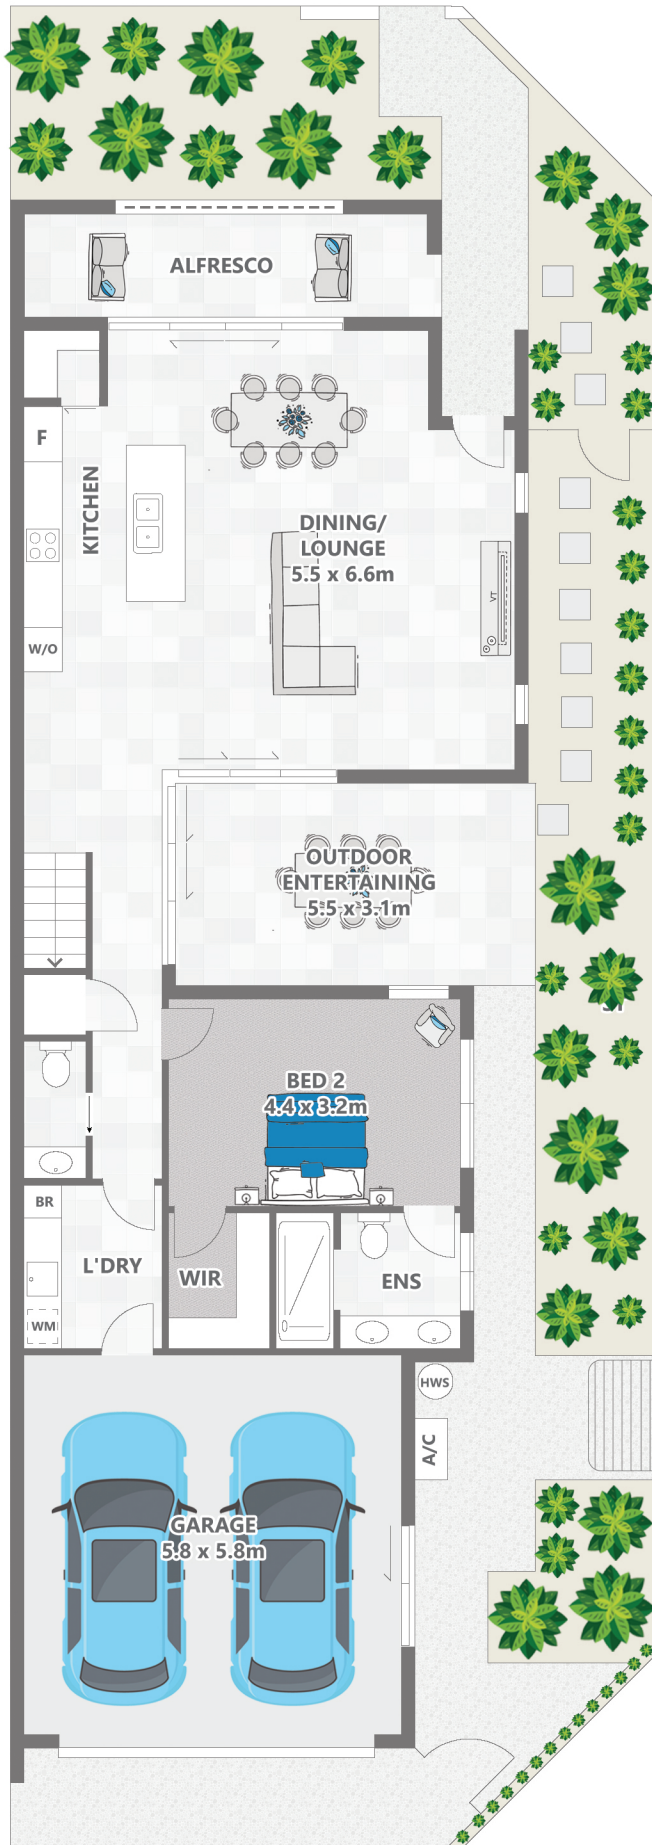 ALFRESCO
F
KITCHEN
DINING/
LOUNGE
5.5 x 6.6m
VT
W/O
OUTDOOR
ENTERTAINING
5.5 x 3.1m
BED 2
4.4 x 3.2m
BR
L'DRY
WIR
ENS
WM
HWS
A/C
GARAGE
5.8 x 5.8m